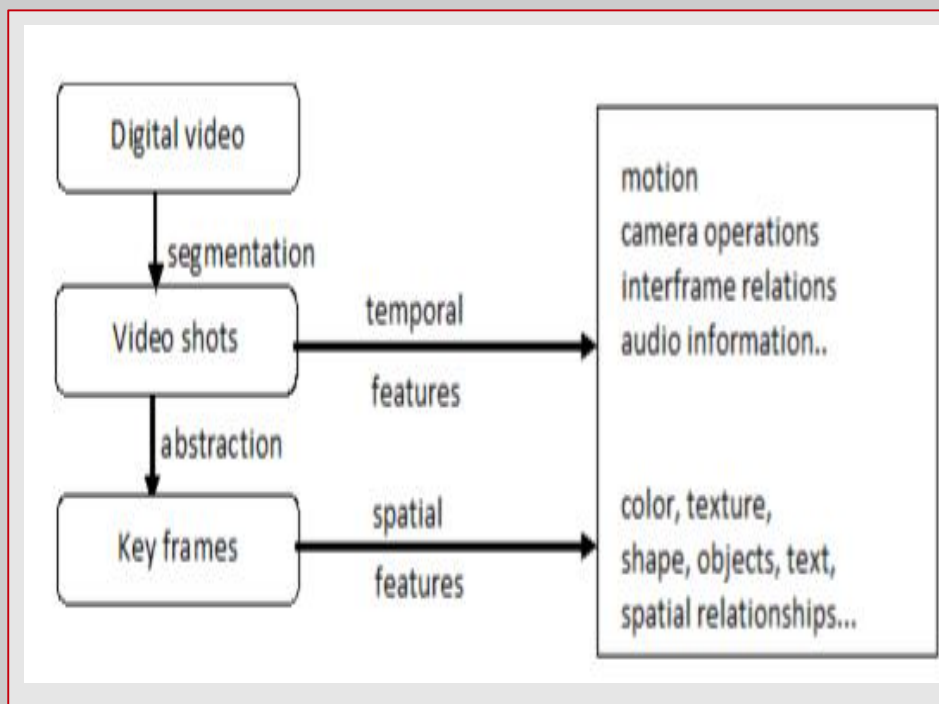 Digital video
segmentation
Video shots
temporal
features
abstraction
Key frames
spatial
features
motion
camera operations
interframe relations
audio information..
color, texture,
shape, objects, text,
spatial relationships...